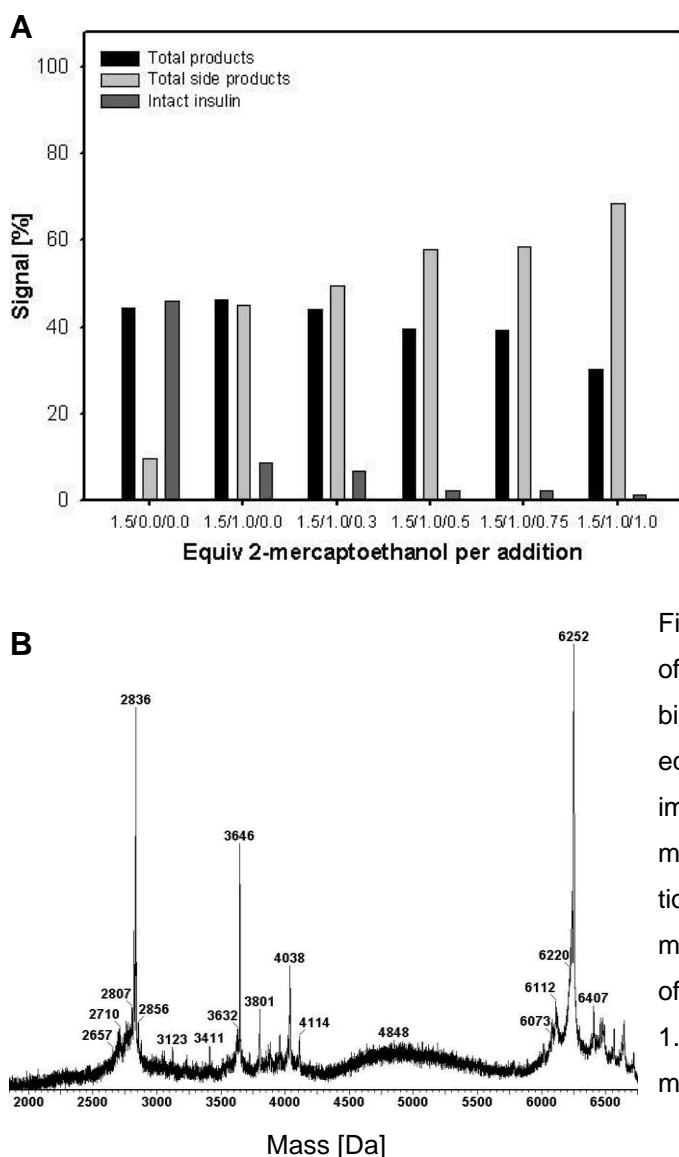 A
Total products
Total side products
Intact insulin
100
80
60
40
20
0
Signal [%]
1.5/0.0/0.0 1.5/1.0/0.0 1.5/1.0/0.3 1.5/1.0/0.5 1.5/1.0/0.75 1.5/1.0/1.0
Equiv 2-mercaptoethanol per addition
B
6252
2836
3646
4038
2807
2710
2657
2856
3123
3411
3632
3801
4114
4848
6220
6112
6073
6407
2000 2500 3000 3500 4000 4500 5000 5500 6000 6500
Mass [Da]
Fi
of
bi
ec
im
m
tic
m
of
1.
m